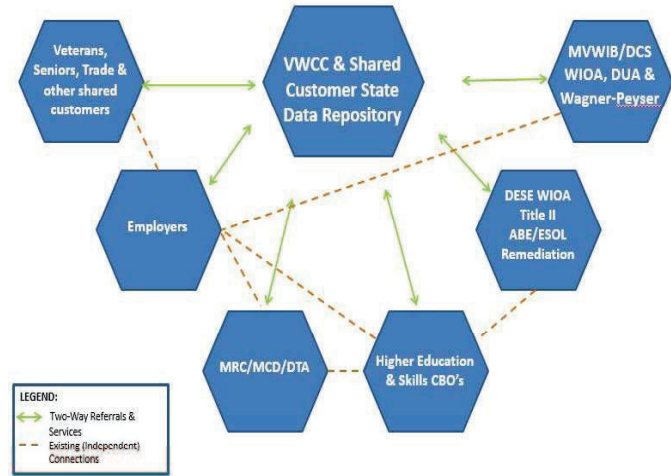 Veterans,
Seniors, Trade &
other shared
customers
VWCC & Shared
Customer State
Data Repository
MVWIB/DCS
WIOA, DUA &
Wagner-Peyser
Employers
DESE WIOA
Title II
ABE/ESOL
Remediation
MRC/MCD/DTA
Higher Education
& Skills CBO's
LEGEND:
Two-Way Referrals &
Services
Existing (Independent)
Connections